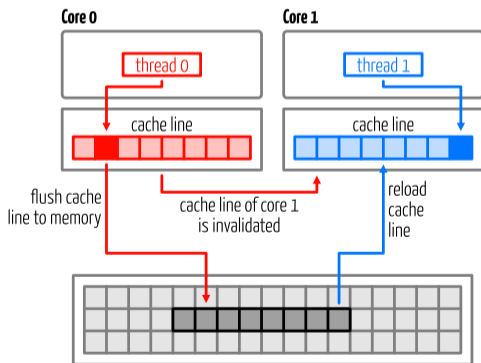 Core 0
Core 1
thread 0
thread 1
cache line
cache line
flush cache
line to memory
cache line of core 1
is invalidated
reload
cache
line